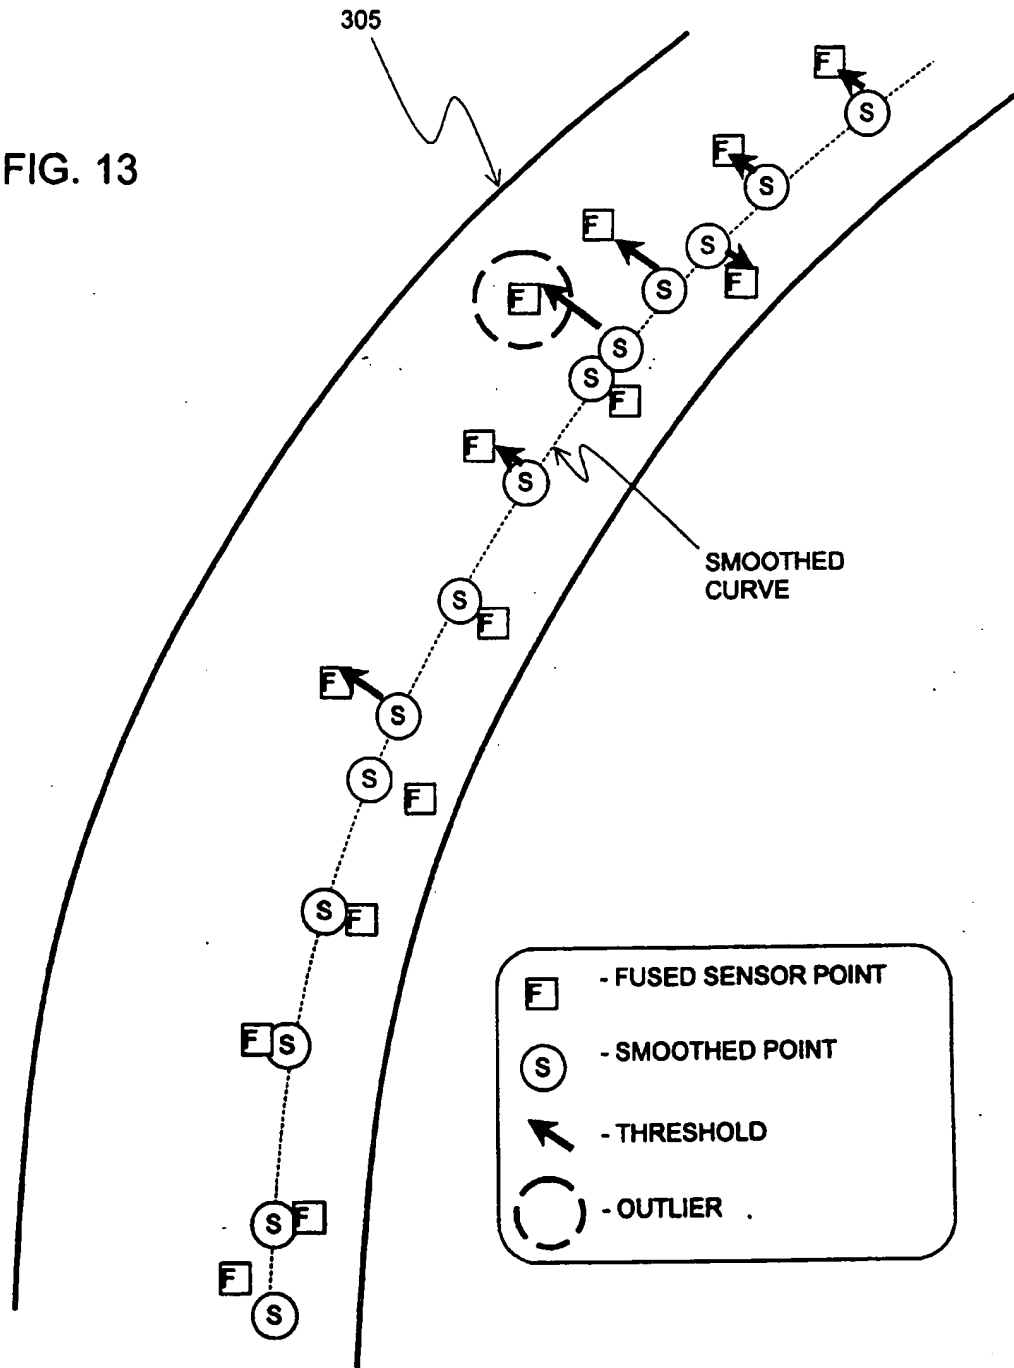 305
F
S
FIG. 13
F
S
F
S
F
S
F
S
S
F
F
S
SMOOTHED
CURVE
S
F
F
S
S
F
S
F
F
S
S
F
F
S
F - FUSED SENSOR POINT
S - SMOOTHED POINT
- THRESHOLD
- OUTLIER